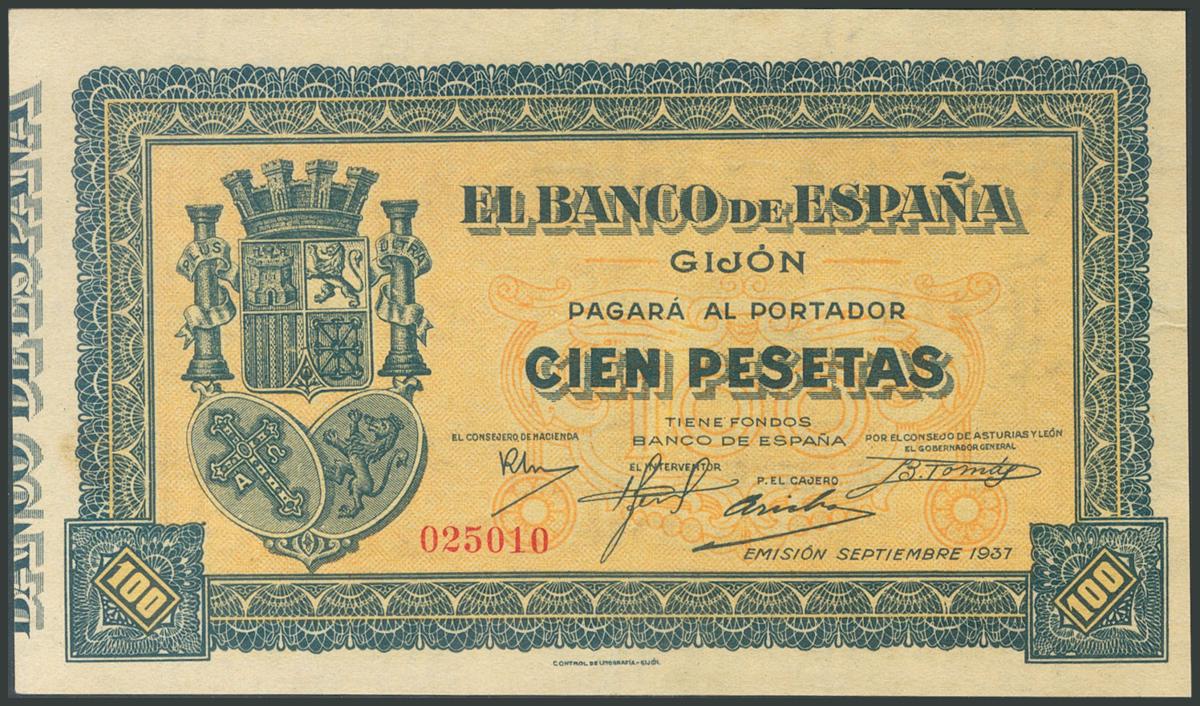 BANCO DE ESPAÑA
PLUS ULTRA
EL BANCO DE ESPAÑA
GIJÓN
PAGARÁ AL PORTADOR
CIEN PESETAS
TIENE FONDOS
BANCO DE ESPAÑA
EL CONSEJERO DE HACIENDA
POR EL CONSEJO DE ASTURIAS Y LEÓN
EL GOBERNADOR GENERAL
EL INTERVENTOR
P. EL CAJERO
B. Tomás
A
025010
EMISIÓN SEPTIEMBRE 1937
100
100
CONTROL DE LITOGRAFÍA-GIJÓN